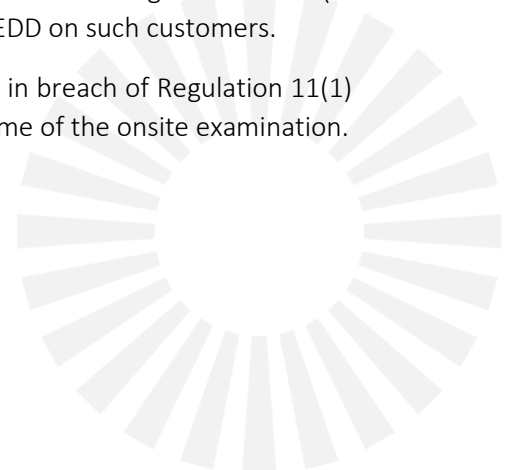 EDD on such customers.
in breach of Regulation 11(1)
me of the onsite examination.